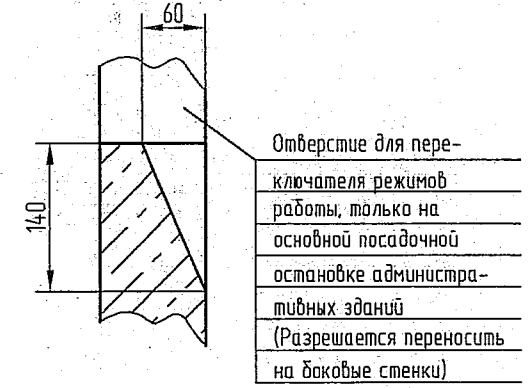 60
140
Отверстие для пере-
ключателя режимов
работы, только на
основной посадочной
остановке администра-
тивных зданий
(Разрешается переносить
на боковые стенки)